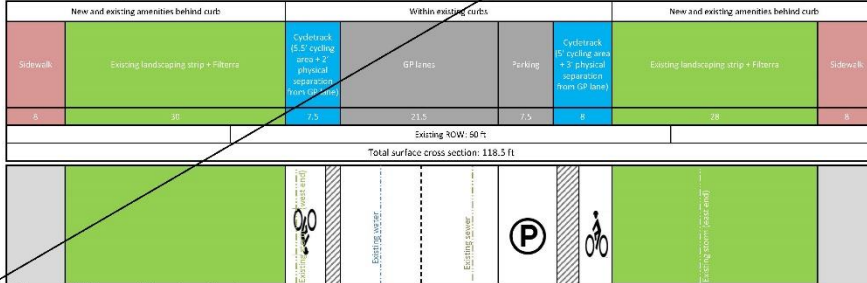 New and existing amenities behind curb
Within existing curbs
New and existing amenities behind curb
Sidewalk
Existing landscaping strip + Filterra
Cycletrack
(5.5' cycling
area + 2'
physical
separation
from GP lane)
GP lanes
Parking
Cycletrack
(5' cycling area
+ 3' physical
separation
from GP lane)
Existing landscaping strip + Filterra
Sidewalk
8
30
7.5
21.5
7.5
8
28
8
Existing ROW: 60 ft
Total surface cross section: 118.5 ft
Existing
(west end)
Existing water
Existing sewer
P
Existing storm (east end)